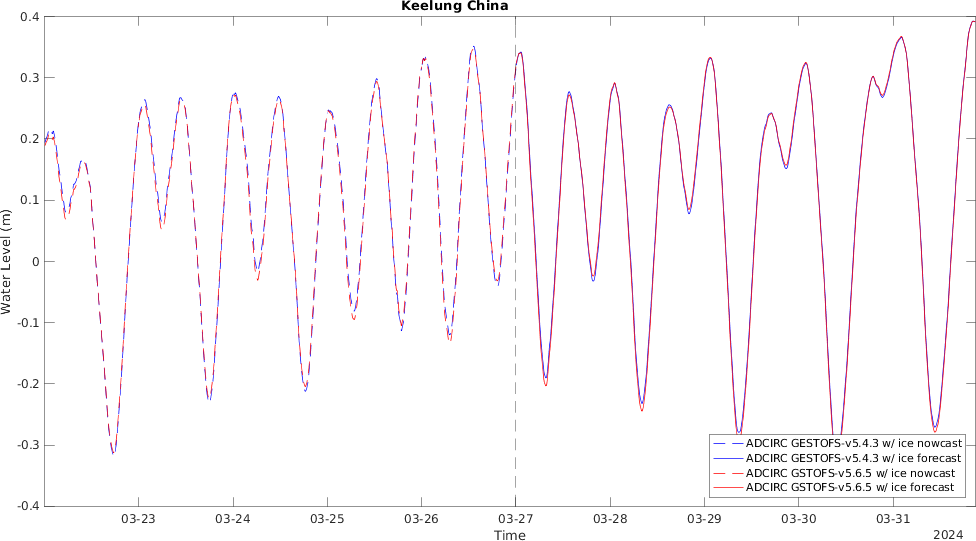 Keelung China
0.4
0.3
0.2
0.1
0
-0.1
-0.2
-0.3
-0.4
Water Level (m)
ADCIRC GESTOFS-v5.4.3 w/ ice nowcast
ADCIRC GESTOFS-v5.4.3 w/ ice forecast
ADCIRC GSTOFS-v5.6.5 w/ ice nowcast
ADCIRC GSTOFS-v5.6.5 w/ ice forecast
03-23 03-24 03-25 03-26 03-27 03-28 03-29 03-30 03-31
Time
2024